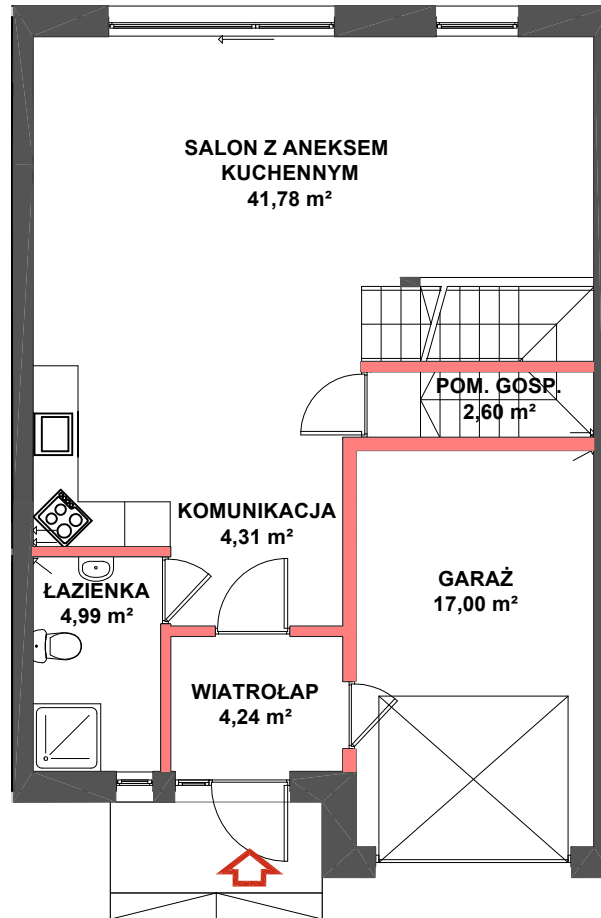 SALON Z ANEKSEM
KUCHENNYM
41,78 m²
POM. GOSP.
2,60 m²
KOMUNIKACJA
4,31 m²
GARAŻ
17,00 m²
ŁAZIENKA
4,99 m²
WIATROŁAP
4,24 m²